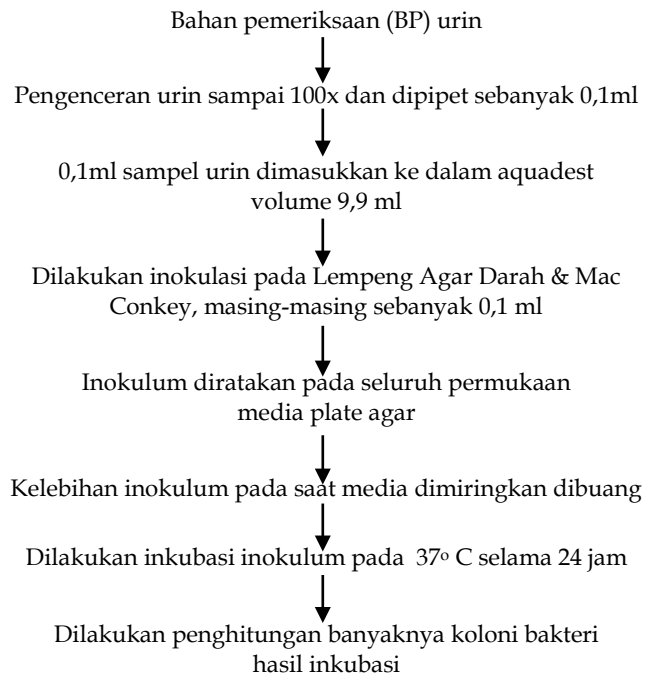 Bahan pemeriksaan (BP) urin
Pengenceran urin sampai 100x dan dipipet sebanyak 0,1ml
0,1ml sampel urin dimasukkan ke dalam aquadest
volume 9,9 ml
Dilakukan inokulasi pada Lempeng Agar Darah & Mac
Conkey, masing-masing sebanyak 0,1 ml
Inokulum diratakan pada seluruh permukaan
media plate agar
Kelebihan inokulum pada saat media dimiringkan dibuang
Dilakukan inkubasi inokulum pada 37º C selama 24 jam
Dilakukan penghitungan banyaknya koloni bakteri
hasil inkubasi